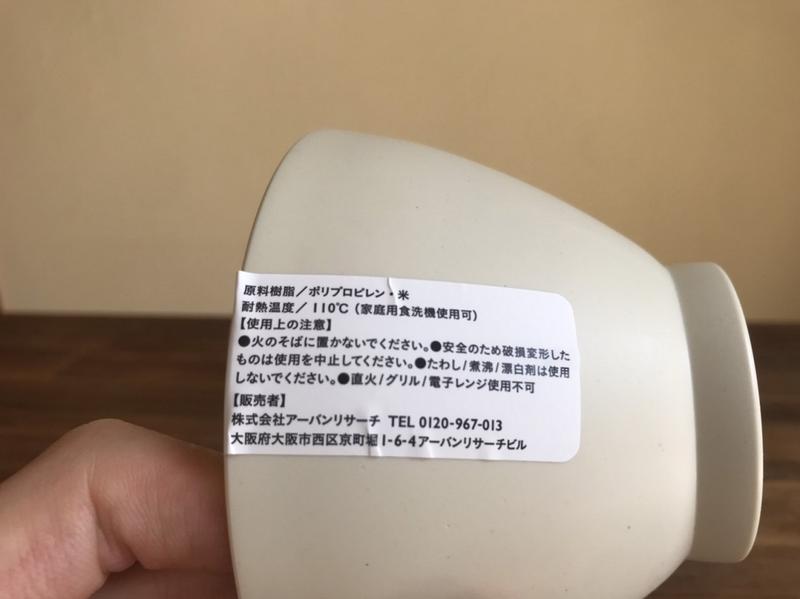 原料樹脂/ポリプロピレン・米
耐熱温度/110℃(家庭用食洗機使用可)
【使用上の注意】
●火のそばに置かないでください。●安全のため破損変形した
ものは使用を中止してください。●たわし/煮沸/漂白剤は使用
しないでください。●直火/グリル/電子レンジ使用不可
【販売者】
株式会社アーバンリサーチ TEL 0120-967-013
大阪府大阪市西区京町堀1-6-4アーバンリサーチビル